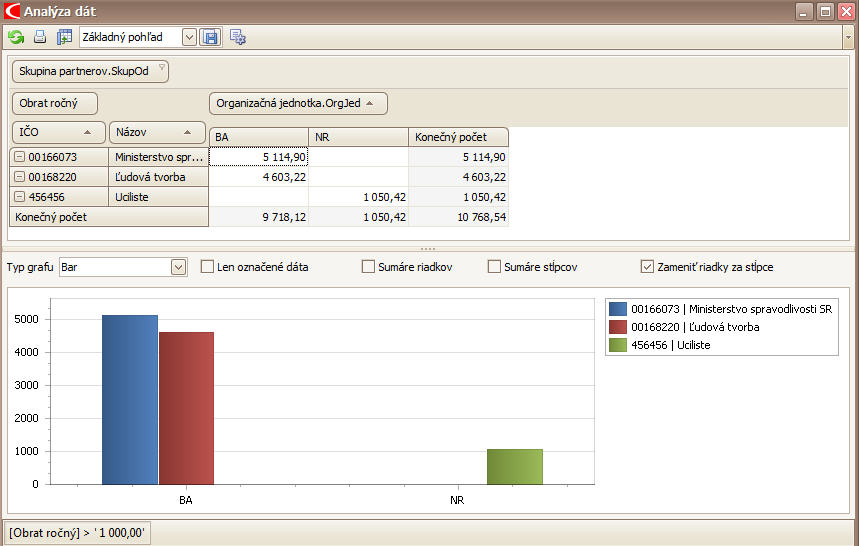 Analýza dát
Základný pohľad
Skupina partnerov.SkupOd
Obrat ročný
Organizačná jednotka.OrgJed
IČO Názov BA NR Konečný počet
00166073 Ministerstvo spr... 5 114,90 5 114,90
00168220 Ľudová tvorba 4 603,22 4 603,22
456456 Uciliste 1 050,42 1 050,42
Konečný počet 9 718,12 1 050,42 10 768,54
Typ grafu Bar Len označené dáta Sumáre riadkov Sumáre stĺpcov Zameniť riadky za stĺpce
5000
4000
3000
2000
1000
0
BA NR
00166073 | Ministerstvo spravodlivosti SR
00168220 | Ľudová tvorba
456456 | Uciliste
[Obrat ročný] > ' 1 000,00'